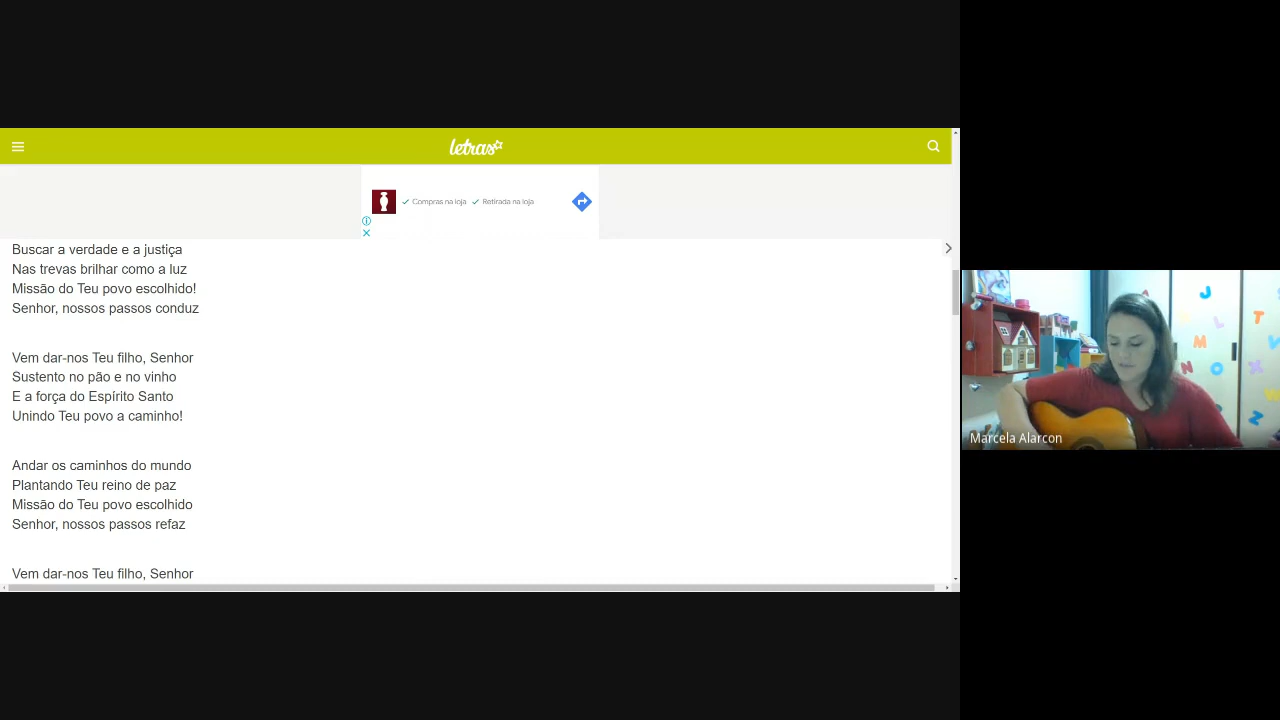 letras
Compras na loja
Retirada na loja
Buscar a verdade e a justiça
Nas trevas brilhar como a luz
Missão do Teu povo escolhido!
Senhor, nossos passos conduz
Vem dar-nos Teu filho, Senhor
Sustento no pão e no vinho
E a força do Espírito Santo
Unindo Teu povo a caminho!
Andar os caminhos do mundo
Plantando Teu reino de paz
Missão do Teu povo escolhido
Senhor, nossos passos refaz
Vem dar-nos Teu filho, Senhor
J
L
T
M
V
N
O
X
W
Z
Marcela Alarcon